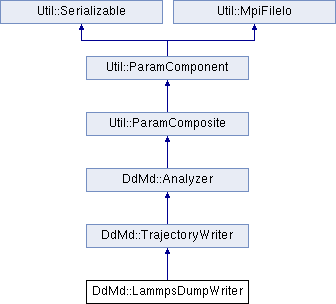 Util::Serializable
Util::MpiFileIo
Util::ParamComponent
Util::ParamComposite
DdMd::Analyzer
DdMd::TrajectoryWriter
DdMd::LammpsDumpWriter